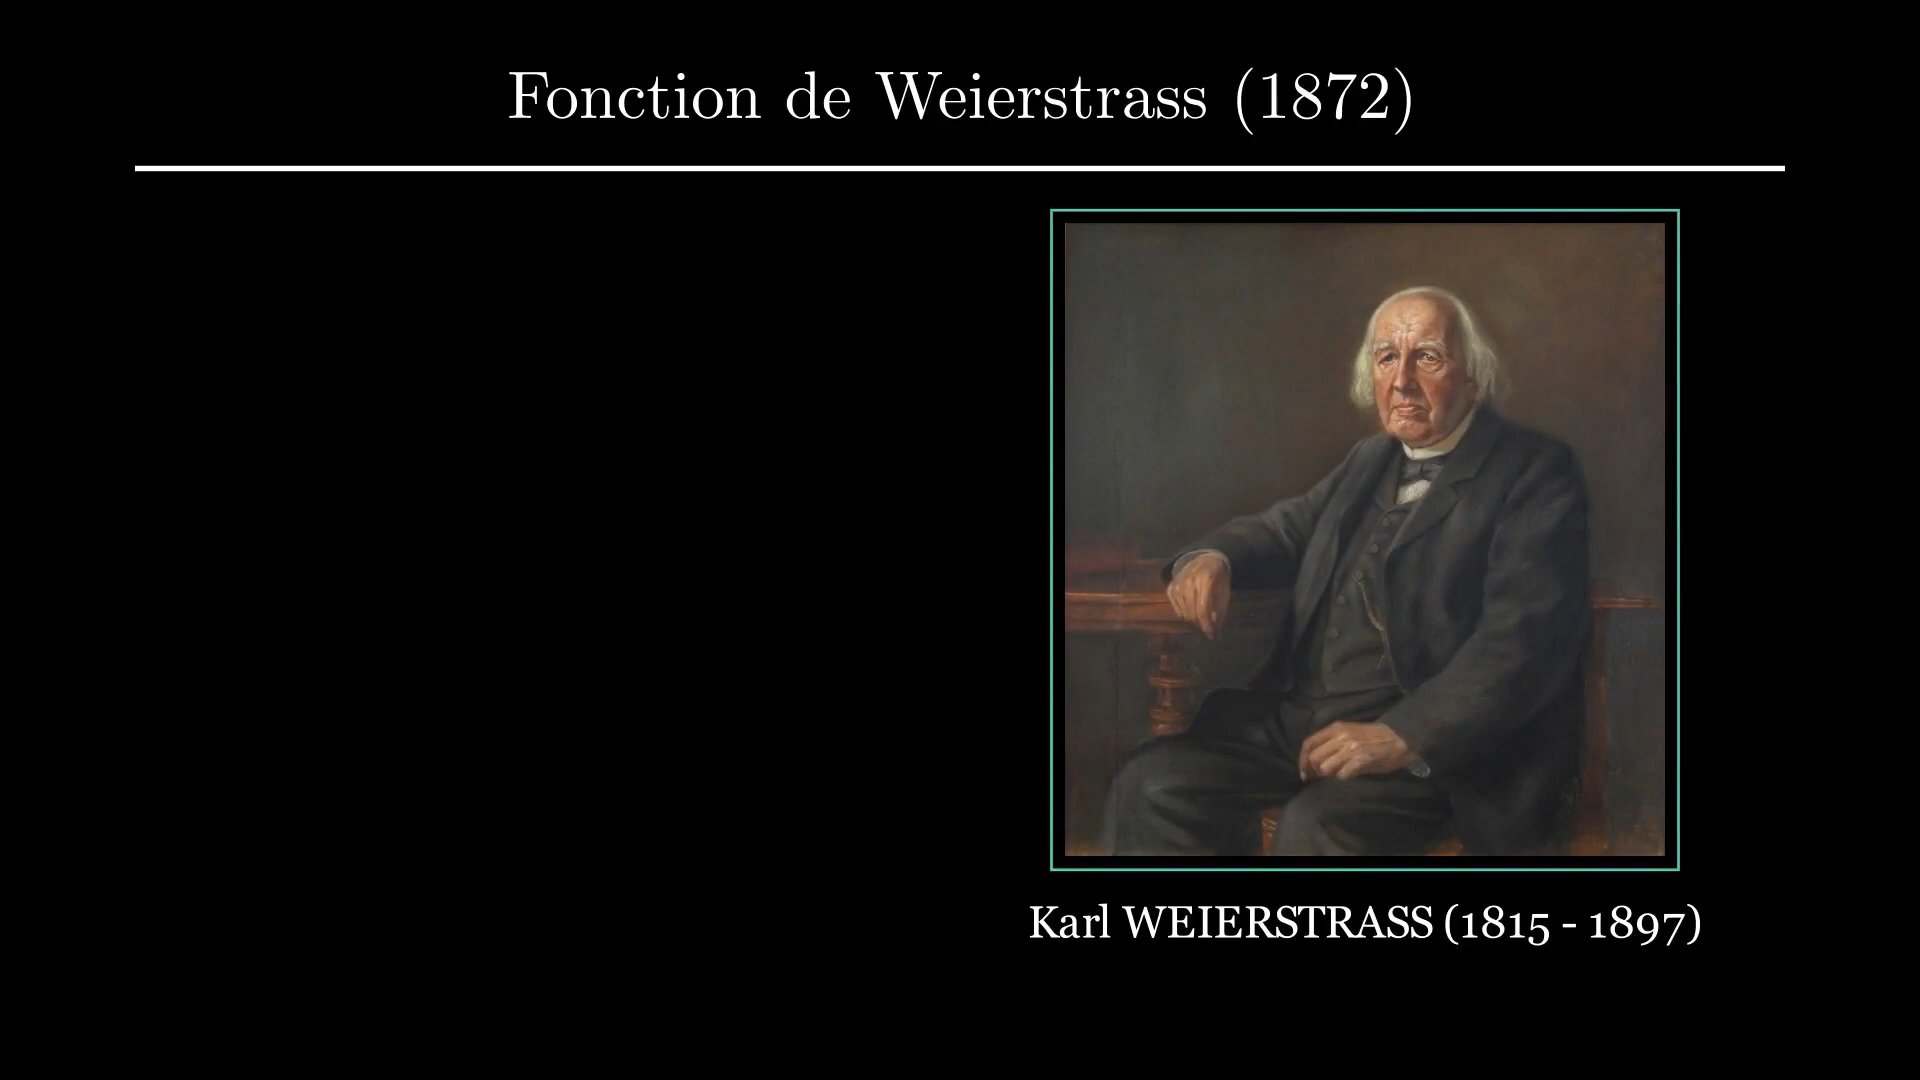 Fonction de Weierstrass (1872)
Karl WEIERSTRASS (1815 - 1897)